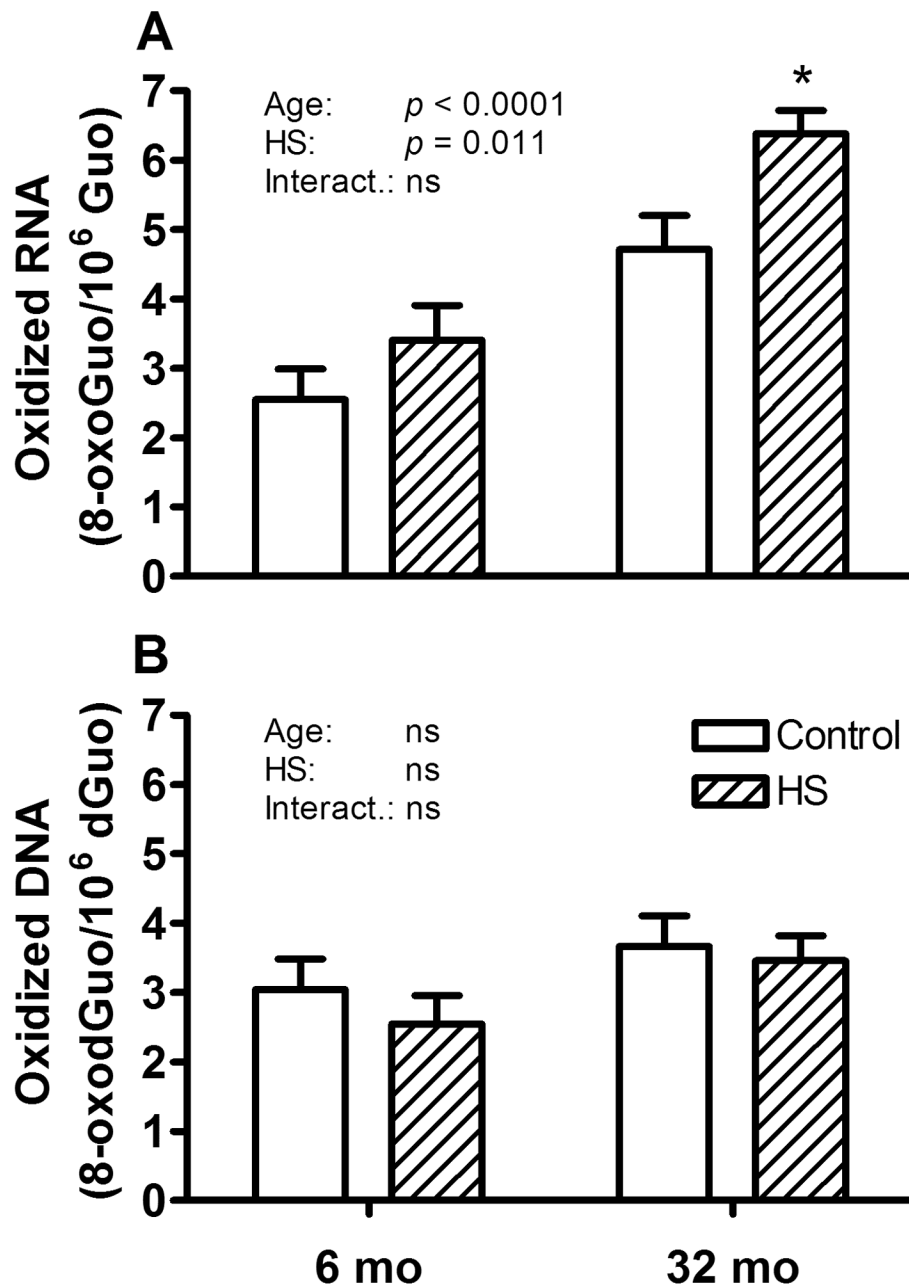 A
Oxidized RNA
(8-oxoGuo/10⁶ Guo)
7
6
5
4
3
2
1
0
Age: p < 0.0001
HS: p = 0.011
Interact.: ns
*
B
Oxidized DNA
(8-oxodGuo/10⁶ dGuo)
7
6
5
4
3
2
1
0
Age: ns
HS: ns
Interact.: ns
Control
HS
6 mo 32 mo